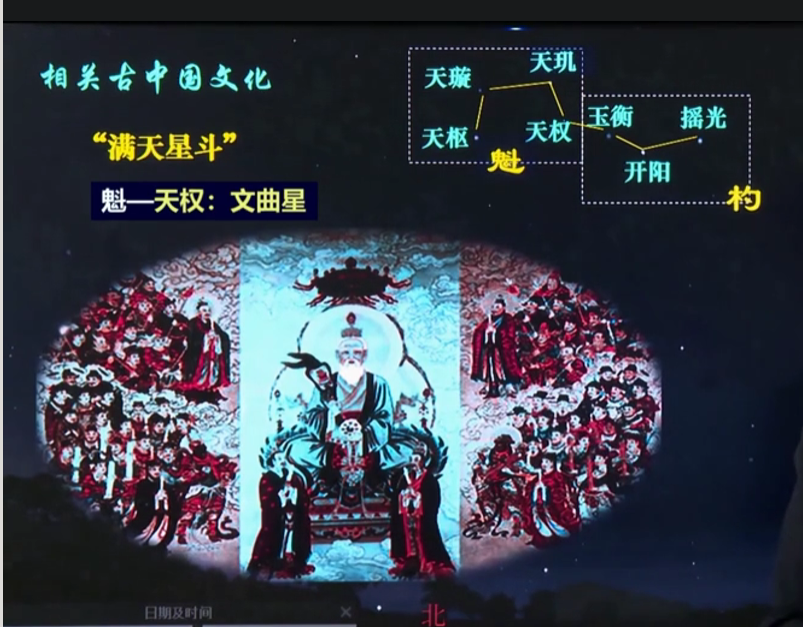 相关古中国文化
“满天星斗”
魁—天权：文曲星
天璇
天玑
天枢
天权
魁
玉衡
摇光
开阳
杓
日期及时间
北